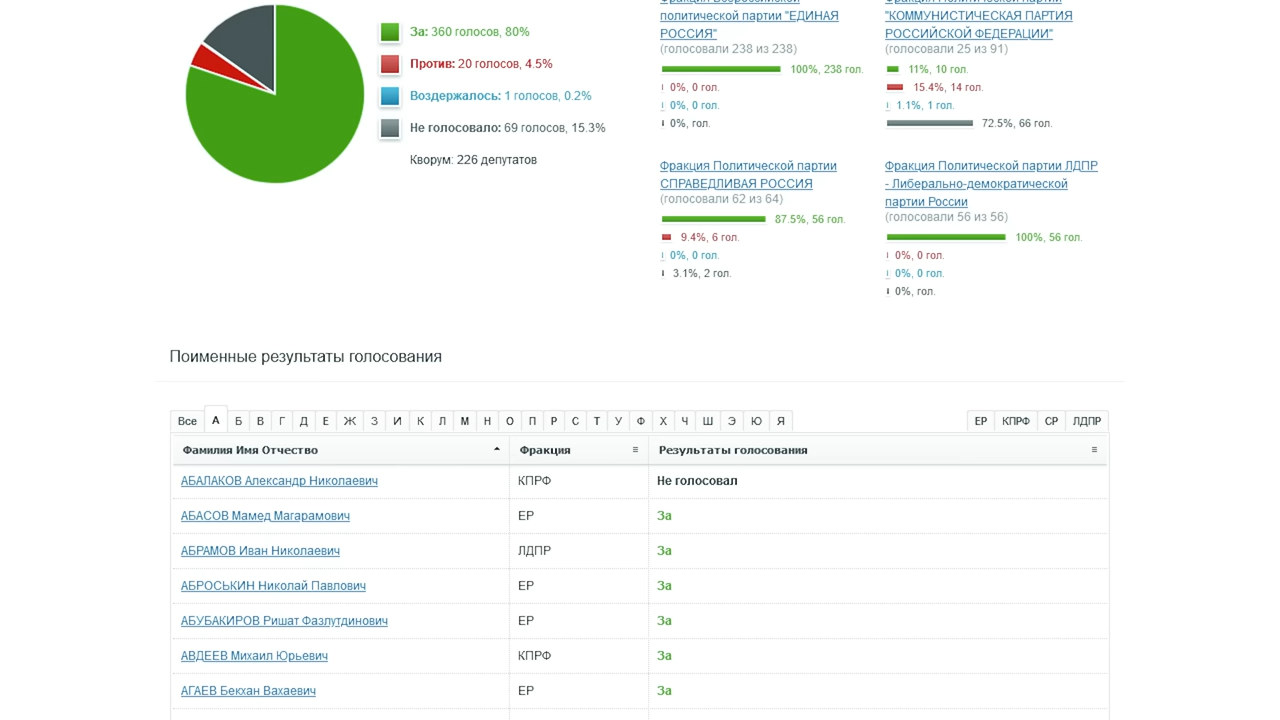 За: 360 голосов, 80%
Против: 20 голосов, 4.5%
Воздержалось: 1 голосов, 0.2%
Не голосовало: 69 голосов, 15.3%
Кворум: 226 депутатов
Фракция Всероссийской
политической партии "ЕДИНАЯ
РОССИЯ"
(голосовали 238 из 238)
100%, 238 гол.
0%, 0 гол.
0%, 0 гол.
0%, гол.
Фракция Политической партии
"КОММУНИСТИЧЕСКАЯ ПАРТИЯ
РОССИЙСКОЙ ФЕДЕРАЦИИ"
(голосовали 25 из 91)
11%, 10 гол.
15.4%, 14 гол.
1.1%, 1 гол.
72.5%, 66 гол.
Фракция Политической партии
СПРАВЕДЛИВАЯ РОССИЯ
(голосовали 62 из 64)
87.5%, 56 гол.
9.4%, 6 гол.
0%, 0 гол.
3.1%, 2 гол.
Фракция Политической партии ЛДПР
- Либерально-демократической
партии России
(голосовали 56 из 56)
100%, 56 гол.
0%, 0 гол.
0%, 0 гол.
0%, гол.
Поименные результаты голосования
Все А Б В Г Д Е Ж З И К Л М Н О П Р С Т У Ф Х Ч Ш Э Ю Я ЕР КПРФ СР ЛДПР
Фамилия Имя Отчество Фракция Результаты голосования
АБАЛАКОВ Александр Николаевич КПРФ Не голосовал
АБАСОВ Мамед Магарамович ЕР За
АБРАМОВ Иван Николаевич ЛДПР За
АБРОСЬКИН Николай Павлович ЕР За
АБУБАКИРОВ Ришат Фазлутдинович ЕР За
АВДЕЕВ Михаил Юрьевич КПРФ За
АГАЕВ Бекхан Вахаевич ЕР За